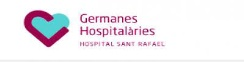 Germanes
Hospitalàries
HOSPITAL SANT RAFAEL